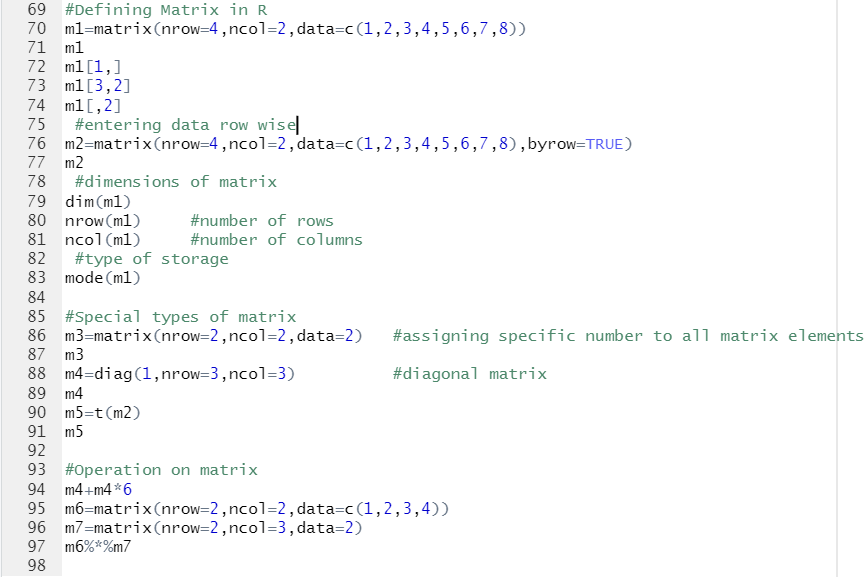 69 #Defining Matrix in R
70 m1=matrix(nrow=4,ncol=2,data=c(1,2,3,4,5,6,7,8))
71 m1
72 m1[1,]
73 m1[3,2]
74 m1[,2]
75 #entering data row wise
76 m2=matrix(nrow=4,ncol=2,data=c(1,2,3,4,5,6,7,8),byrow=TRUE)
77 m2
78 #dimensions of matrix
79 dim(m1)
80 nrow(m1) #number of rows
81 ncol(m1) #number of columns
82 #type of storage
83 mode(m1)
84
85 #Special types of matrix
86 m3=matrix(nrow=2,ncol=2,data=2) #assigning specific number to all matrix elements
87 m3
88 m4=diag(1,nrow=3,ncol=3) #diagonal matrix
89 m4
90 m5=t(m2)
91 m5
92
93 #Operation on matrix
94 m4+m4*6
95 m6=matrix(nrow=2,ncol=2,data=c(1,2,3,4))
96 m7=matrix(nrow=2,ncol=3,data=2)
97 m6%*%m7
98